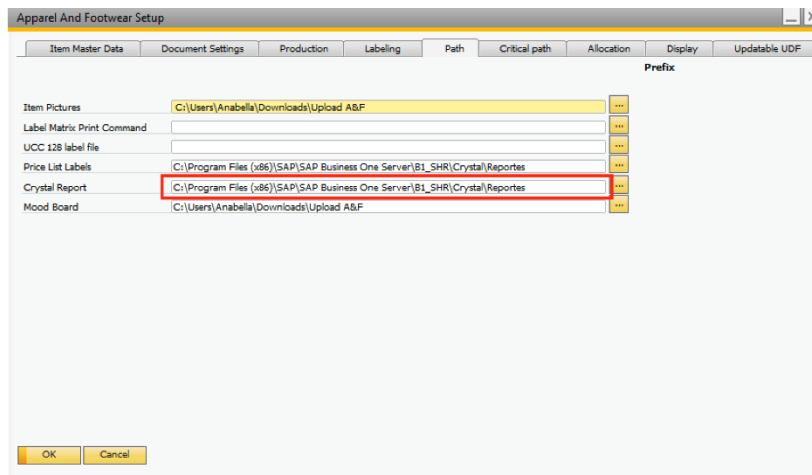 Apparel And Footwear Setup
Item Master Data Document Settings Production Labeling Path Critical path Allocation Display Updatable UDF
Prefix
Item Pictures C:\Users\Anabella\Downloads\Upload A&F ...
Label Matrix Print Command ...
UCC 128 label file ...
Price List Labels C:\Program Files (x86)\SAP\SAP Business One Server\B1_SHR\Crystal\Reportes ...
Crystal Report C:\Program Files (x86)\SAP\SAP Business One Server\B1_SHR\Crystal\Reportes ...
Mood Board C:\Users\Anabella\Downloads\Upload A&F ...
OK Cancel